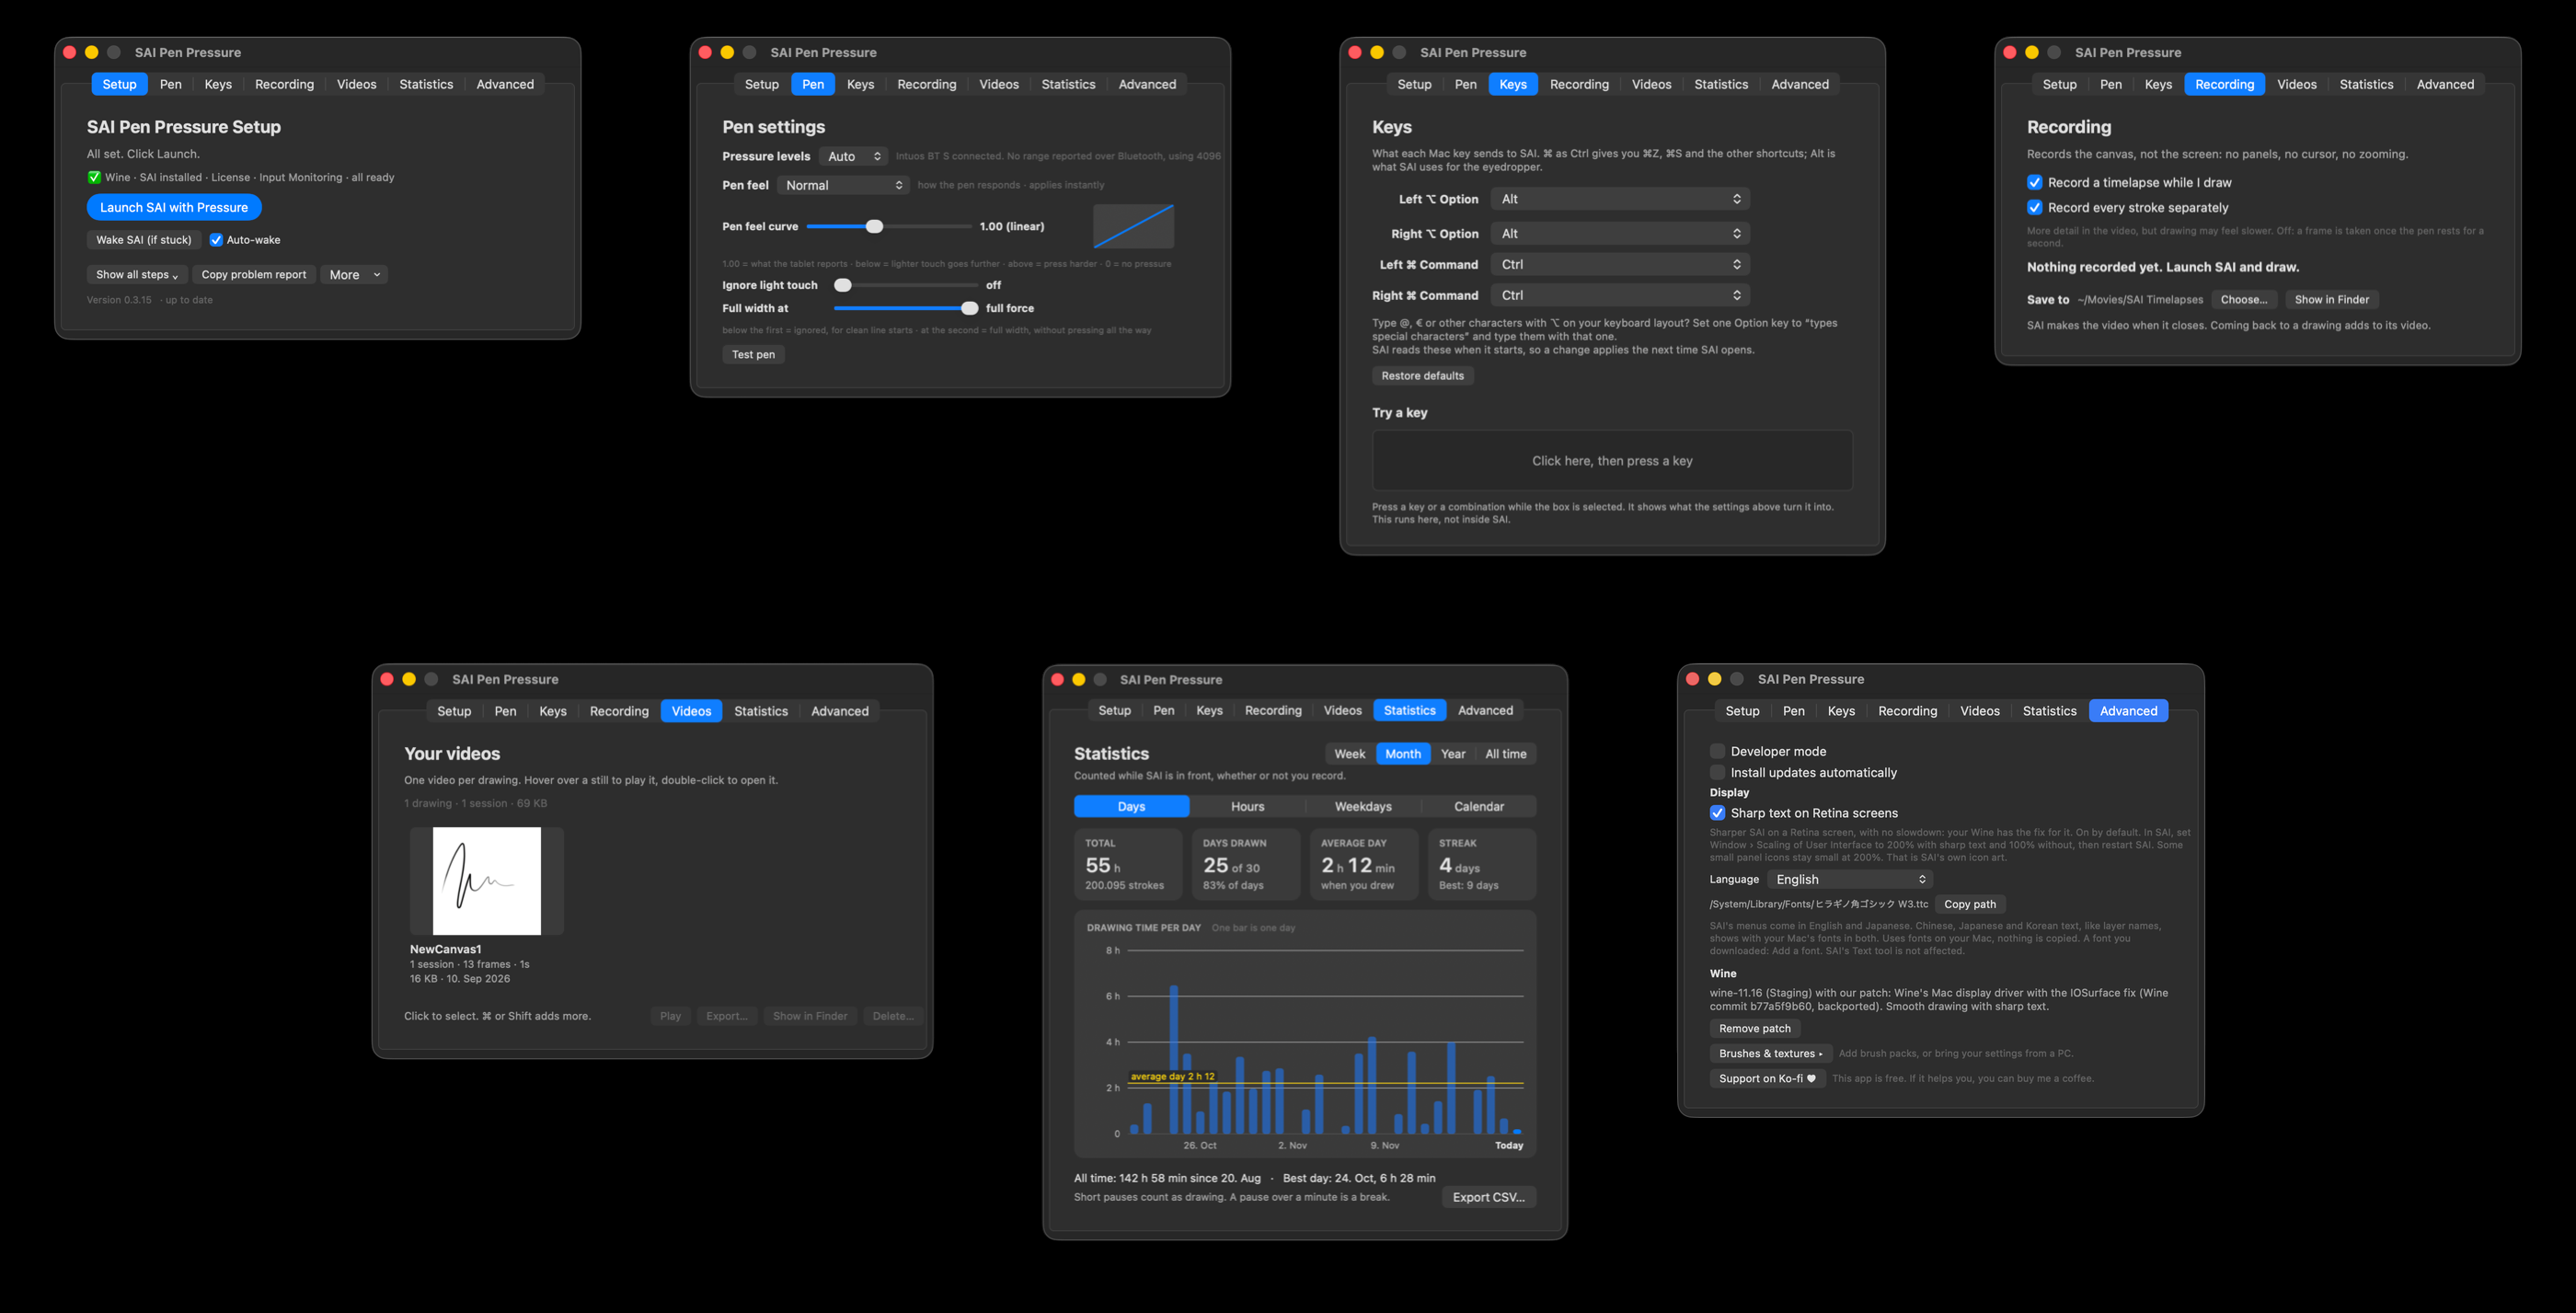 SAI Pen Pressure
Setup Pen Keys Recording Videos Statistics Advanced
SAI Pen Pressure Setup
All set. Click Launch.
Wine · SAI installed · License · Input Monitoring · all ready
Launch SAI with Pressure
Wake SAI (if stuck) Auto-wake
Show all steps Copy problem report More
Version 0.3.15 · up to date
SAI Pen Pressure
Setup Pen Keys Recording Videos Statistics Advanced
Pen settings
Pressure levels Auto Intuos BT S connected. No range reported over Bluetooth, using 4096
Pen feel Normal how the pen responds · applies instantly
Pen feel curve 1.00 (linear)
1.00 = what the tablet reports · below = lighter touch goes further · above = press harder · 0 = no pressure
Ignore light touch off
Full width at full force
below the first = ignored, for clean line starts · at the second = full width, without pressing all the way
Test pen
SAI Pen Pressure
Setup Pen Keys Recording Videos Statistics Advanced
Keys
What each Mac key sends to SAI. ⌘ as Ctrl gives you ⌘Z, ⌘S and the other shortcuts; Alt is
what SAI uses for the eyedropper.
Left ⌥ Option Alt
Right ⌥ Option Alt
Left ⌘ Command Ctrl
Right ⌘ Command Ctrl
Type @, € or other characters with ⌥ on your keyboard layout? Set one Option key to “types
special characters” and type them with that one.
SAI reads these when it starts, so a change applies the next time SAI opens.
Restore defaults
Try a key
Click here, then press a key
Press a key or a combination while the box is selected. It shows what the settings above turn it into.
This runs here, not inside SAI.
SAI Pen Pressure
Setup Pen Keys Recording Videos Statistics Advanced
Recording
Records the canvas, not the screen: no panels, no cursor, no zooming.
Record a timelapse while I draw
Record every stroke separately
More detail in the video, but drawing may feel slower. Off: a frame is taken once the pen rests for a
second.
Nothing recorded yet. Launch SAI and draw.
Save to ~/Movies/SAI Timelapses Choose... Show in Finder
SAI makes the video when it closes. Coming back to a drawing adds to its video.
SAI Pen Pressure
Setup Pen Keys Recording Videos Statistics Advanced
Your videos
One video per drawing. Hover over a still to play it, double-click to open it.
1 drawing · 1 session · 69 KB
NewCanvas1
1 session · 13 frames · 1s
16 KB · 10. Sep 2026
Click to select. ⌘ or Shift adds more. Play Export... Show in Finder Delete...
SAI Pen Pressure
Setup Pen Keys Recording Videos Statistics Advanced
Statistics Week Month Year All time
Counted while SAI is in front, whether or not you record.
Days Hours Weekdays Calendar
TOTAL DAYS DRAWN AVERAGE DAY STREAK
55 h 25 of 30 2 h 12 min 4 days
200.095 strokes 83% of days when you drew Best: 9 days
DRAWING TIME PER DAY One bar is one day
8 h
6 h
4 h
average day 2 h 12
2 h
0
26. Oct 2. Nov 9. Nov Today
All time: 142 h 58 min since 20. Aug · Best day: 24. Oct, 6 h 28 min
Short pauses count as drawing. A pause over a minute is a break. Export CSV...
SAI Pen Pressure
Setup Pen Keys Recording Videos Statistics Advanced
Developer mode
Install updates automatically
Display
Sharp text on Retina screens
Sharper SAI on a Retina screen, with no slowdown: your Wine has the fix for it. On by default. In SAI, set
Window › Scaling of User Interface to 200% with sharp text and 100% without, then restart SAI. Some
small panel icons stay small at 200%. That is SAI's own icon art.
Language English
/System/Library/Fonts/ヒラギノ角ゴシック W3.ttc Copy path
SAI's menus come in English and Japanese. Chinese, Japanese and Korean text, like layer names,
shows with your Mac's fonts in both. Uses fonts on your Mac, nothing is copied. A font you
downloaded: Add a font. SAI's Text tool is not affected.
Wine
wine-11.16 (Staging) with our patch: Wine's Mac display driver with the IOSurface fix (Wine
commit b77a5f9b60, backported). Smooth drawing with sharp text.
Remove patch
Brushes & textures ▸ Add brush packs, or bring your settings from a PC.
Support on Ko-fi ♥ This app is free. If it helps you, you can buy me a coffee.